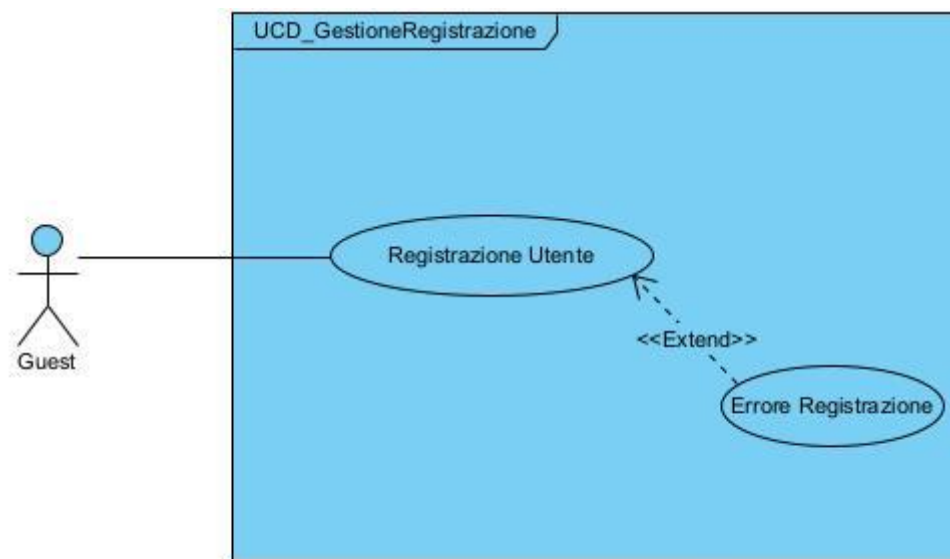 UCD_GestioneRegistrazione
Registrazione Utente
<<Extend>>
Guest
Errore Registrazione